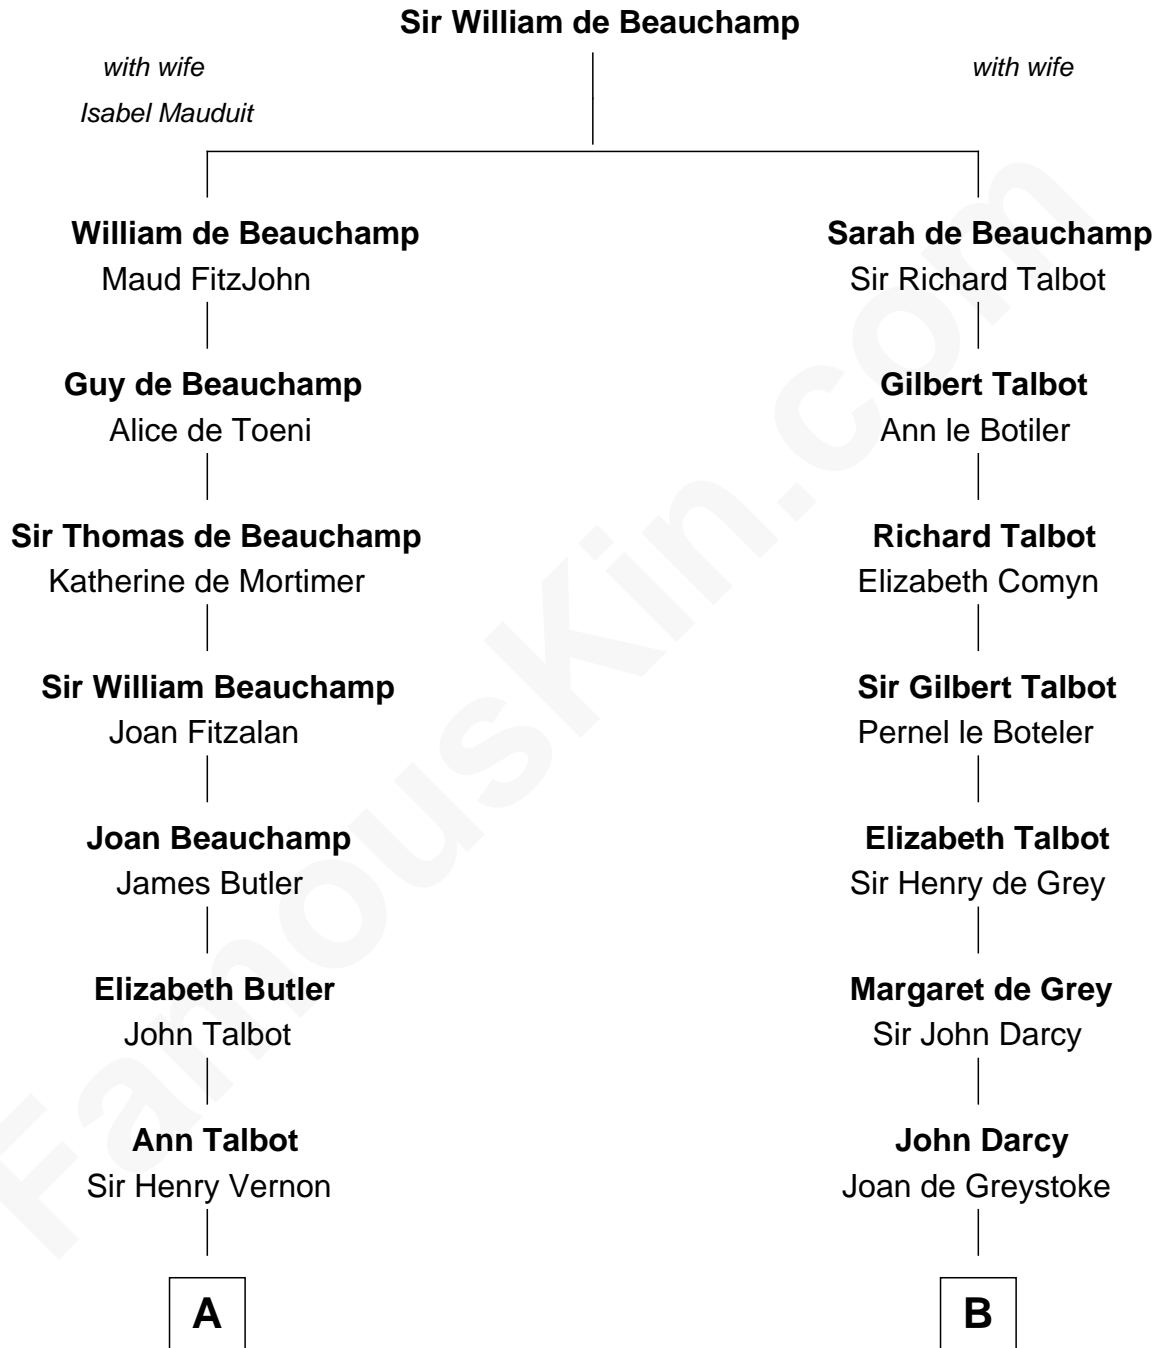 Sir William de Beauchamp
with wife
Isabel Mauduit
with wife
William de Beauchamp
Maud FitzJohn
Sarah de Beauchamp
Sir Richard Talbot
Guy de Beauchamp
Alice de Toeni
Gilbert Talbot
Ann le Botiler
Sir Thomas de Beauchamp
Katherine de Mortimer
Richard Talbot
Elizabeth Comyn
Sir William Beauchamp
Joan Fitzalan
Sir Gilbert Talbot
Pernel le Boteler
Joan Beauchamp
James Butler
Elizabeth Talbot
Sir Henry de Grey
Elizabeth Butler
John Talbot
Margaret de Grey
Sir John Darcy
Ann Talbot
Sir Henry Vernon
John Darcy
Joan de Greystoke
A
B
FamousKin.com